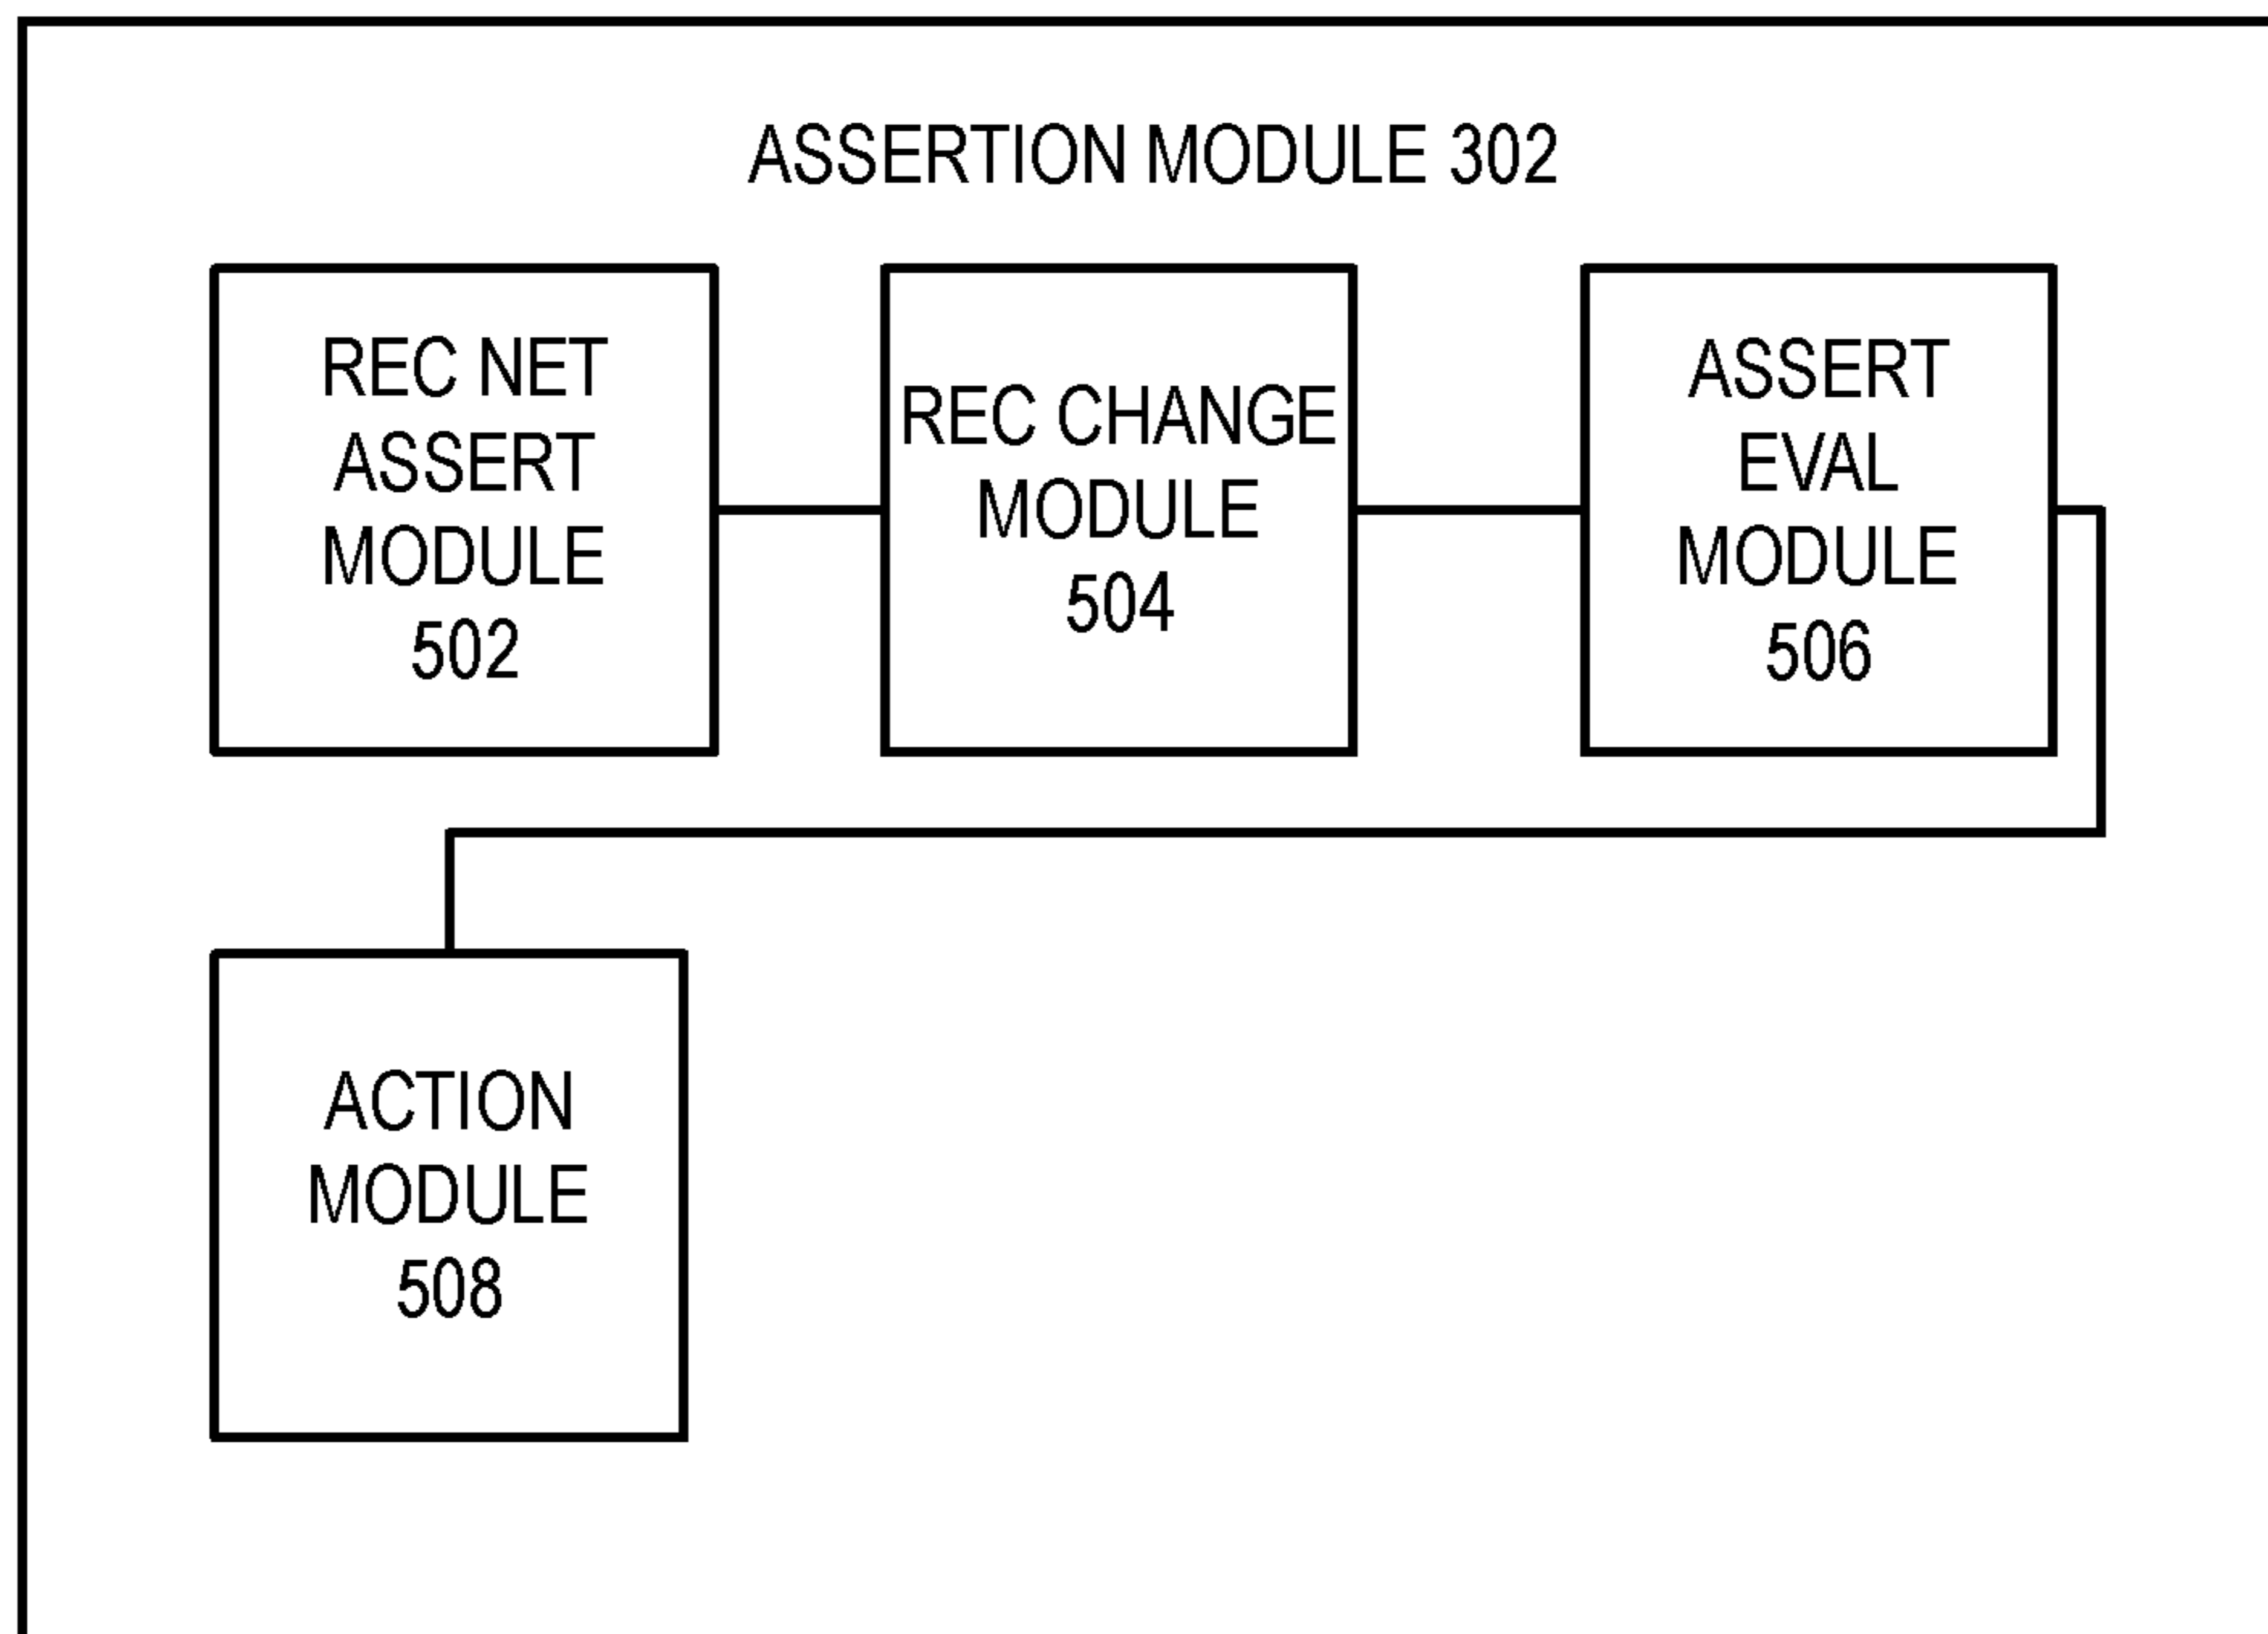 ASSERTION MODULE 302
REC NET
ASSERT
MODULE
502
REC CHANGE
MODULE
504
ASSERT
EVAL
MODULE
506
ACTION
MODULE
508